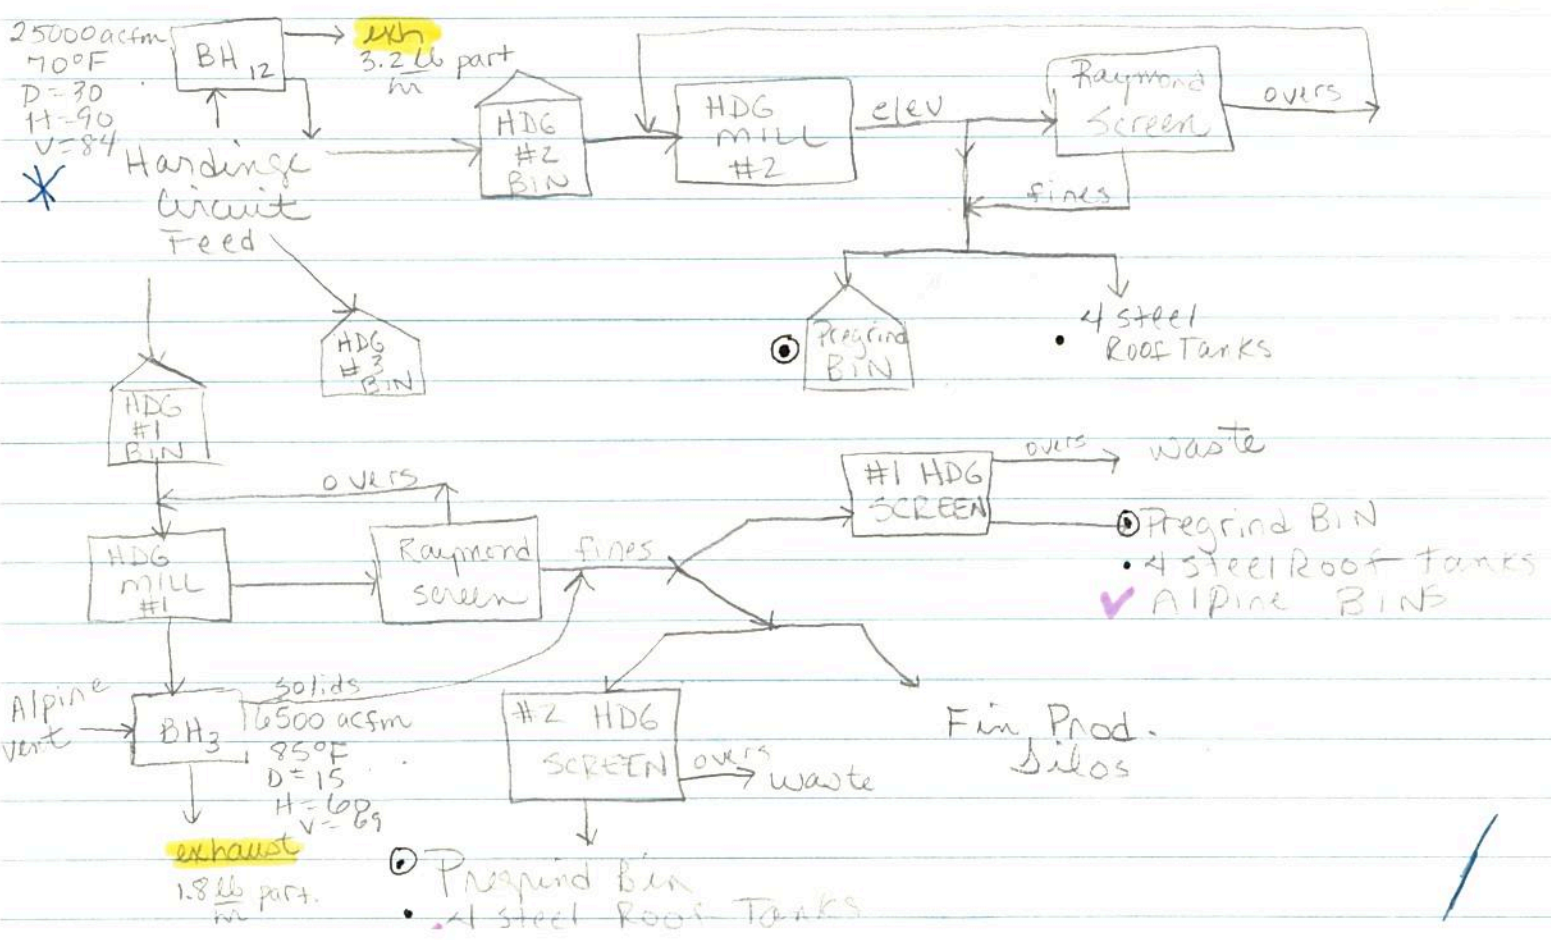 25000 acfm
70°F
D=30
H=90
V=84
BH 12
exh
3.2 lb part
hr
Hardinge
Circuit
Feed
HDG
#2
BIN
HDG
MILL
#2
elev
Raymond
Screen
overs
fines
Pregrind
BIN
4 steel
Roof Tanks
HDG
#3
BIN
HDG
#1
BIN
overs
HDG
MILL
#1
Raymond
screen
fines
#1 HDG
SCREEN
overs
waste
Pregrind BIN
4 steel Roof Tanks
Alpine BINS
Alpine
vent
BH3
solids
6500 acfm
85°F
D=15
H=60
V=69
exhaust
1.8 lb part.
hr
#2 HDG
SCREEN
overs
waste
Fin. Prod.
Silos
Pregrind Bin
4 steel Roof Tanks